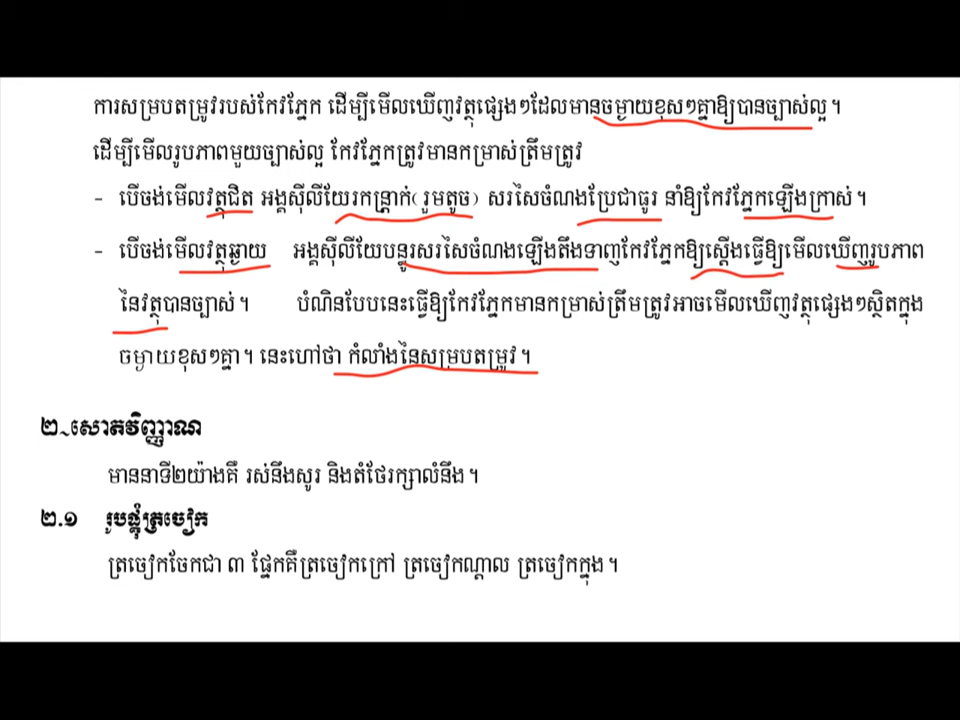 ការសម្របតម្រូវរបស់កែវភ្នែក ដើម្បីមើលឃើញវត្ថុផ្សេងៗដែលមានចម្ងាយខុសៗគ្នាឱ្យបានច្បាស់ល្អ។
ដើម្បីមើលរូបភាពមួយច្បាស់ល្អ កែវភ្នែកត្រូវមានកម្រាស់ត្រឹមត្រូវ
- បើចង់មើលវត្ថុជិត អង្គស៊ីលីយែរកន្ត្រាក់(រួមតូច) សរសៃចំណងប្រែជាធូរ នាំឱ្យកែវភ្នែកឡើងក្រាស់។
- បើចង់មើលវត្ថុឆ្ងាយ អង្គស៊ីលីយែបន្ធូរសរសៃចំណងឡើងតឹងទាញកែវភ្នែកឱ្យស្ដើងធ្វើឱ្យមើលឃើញរូបភាព
នៃវត្ថុបានច្បាស់។ បំណិនបែបនេះធ្វើឱ្យកែវភ្នែកមានកម្រាស់ត្រឹមត្រូវអាចមើលឃើញវត្ថុផ្សេងៗស្ថិតក្នុង
ចម្ងាយខុសៗគ្នា។ នេះហៅថា កំលាំងនៃសម្របតម្រូវ។
២.សោតវិញ្ញាណ
មាននាទី២យ៉ាងគឺ រស់នឹងសូរ និងតំថែរក្សាលំនឹង។
២.១ រូបផ្គុំត្រចៀក
ត្រចៀកចែកជា ៣ ផ្នែកគឺត្រចៀកក្រៅ ត្រចៀកណ្ដាល ត្រចៀកក្នុង។